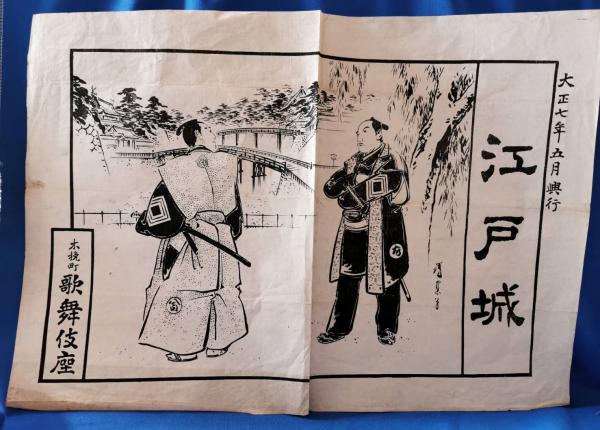 大正七年五月興行
江戸城
木挽町
歌舞伎座